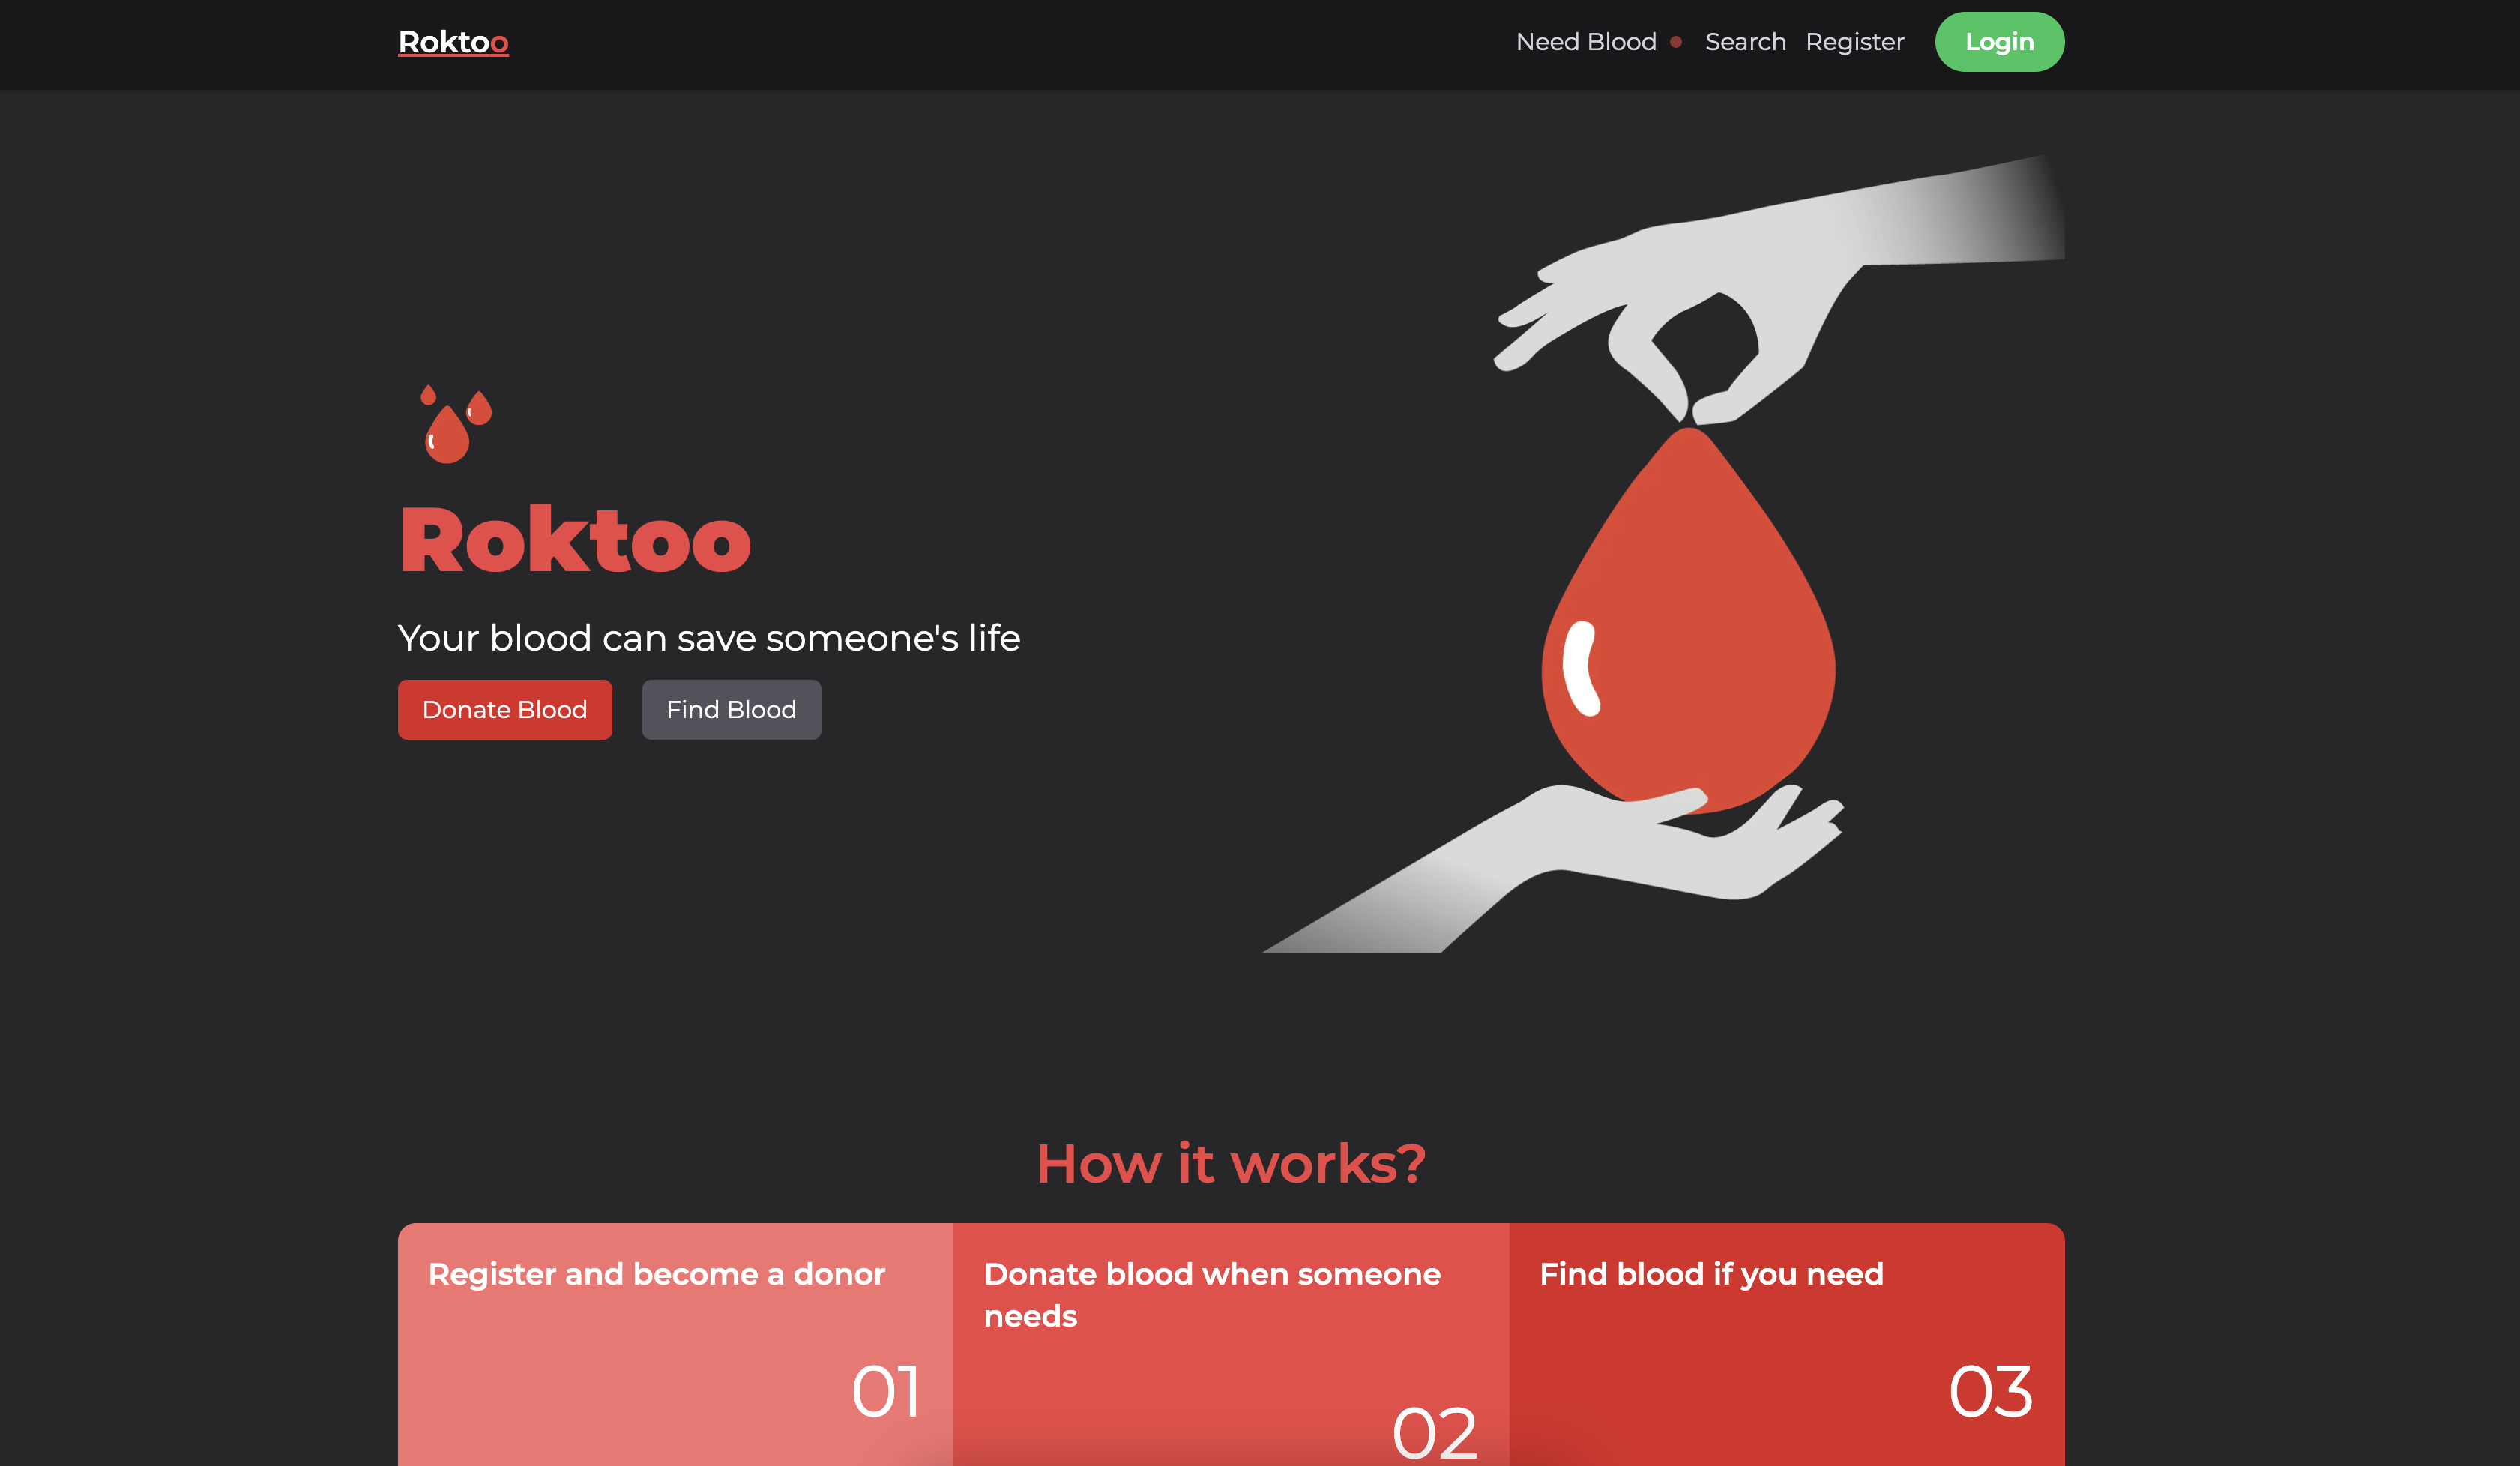 Roktoo
Need Blood
Search
Register
Login
Roktoo
Your blood can save someone's life
Donate Blood
Find Blood
How it works?
Register and become a donor
01
Donate blood when someone
needs
02
Find blood if you need
03